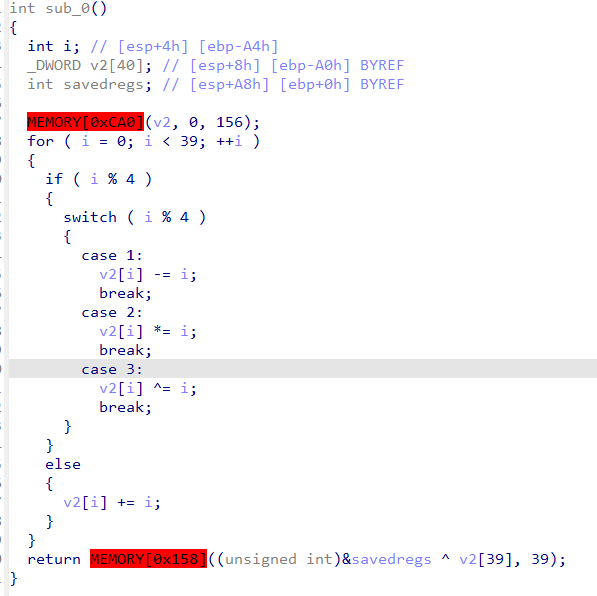 int sub_0()
{
  int i; // [esp+4h] [ebp-A4h]
  _DWORD v2[40]; // [esp+8h] [ebp-A0h] BYREF
  int savedregs; // [esp+A8h] [ebp+0h] BYREF

  MEMORY[0xCA0](v2, 0, 156);
  for ( i = 0; i < 39; ++i )
  {
    if ( i % 4 )
    {
      switch ( i % 4 )
      {
        case 1:
          v2[i] -= i;
          break;
        case 2:
          v2[i] *= i;
          break;
        case 3:
          v2[i] ^= i;
          break;
      }
    }
    else
    {
      v2[i] += i;
    }
  }
  return MEMORY[0x158]((unsigned int)&savedregs ^ v2[39], 39);
}